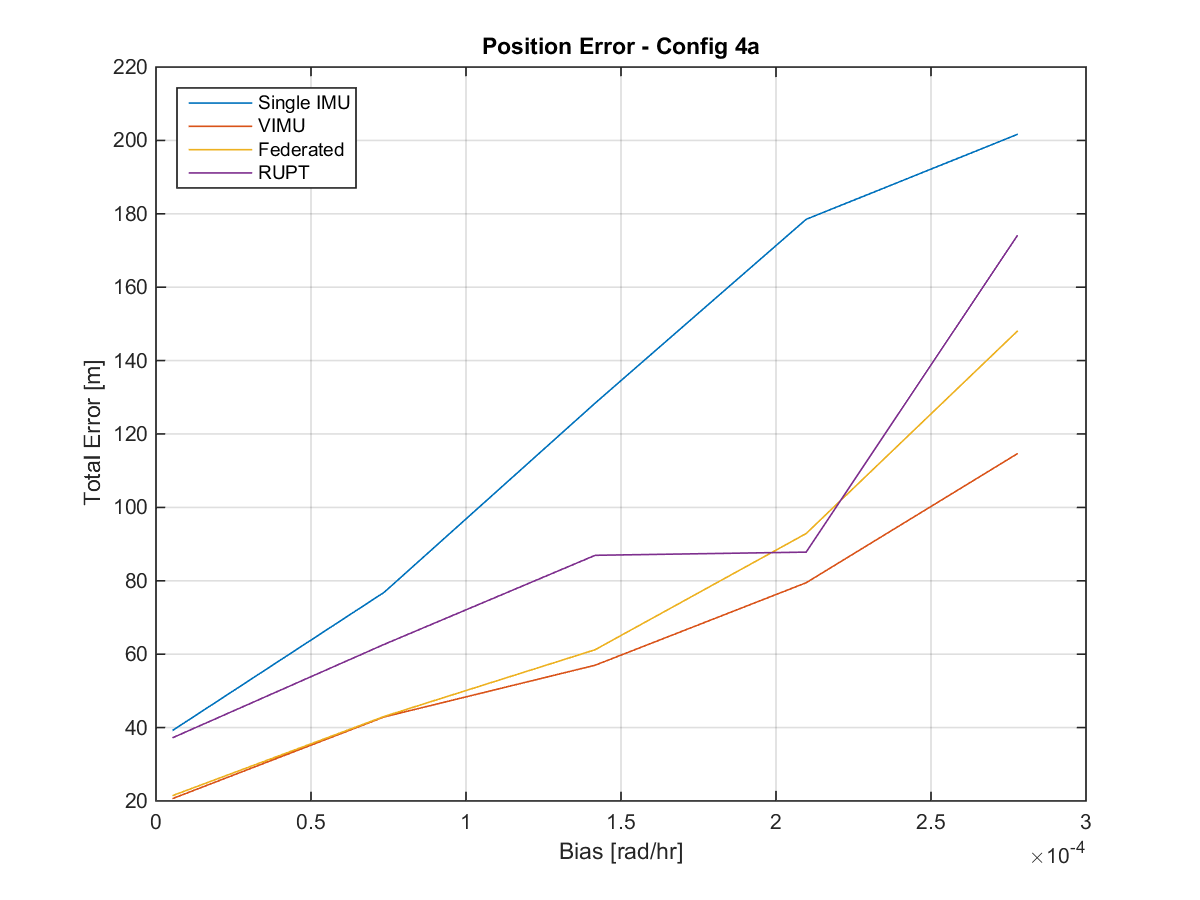 Position Error - Config 4a
220
200
180
160
140
120
100
80
60
40
20
Total Error [m]
Single IMU
VIMU
Federated
RUPT
0 0.5 1 1.5 2 2.5 3
Bias [rad/hr]
×10-4